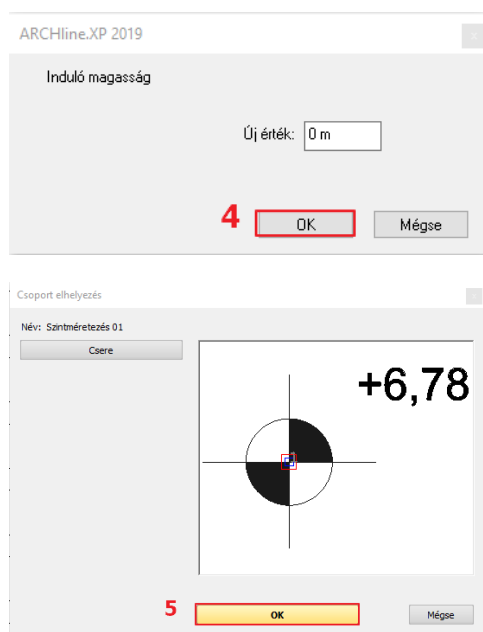 ARCHline.XP 2019
x
Induló magasság
Új érték: 0 m
4 OK Mégse
Csoport elhelyezés
x
Név: Szintméretezés 01
Csere
+6,78
5 OK Mégse